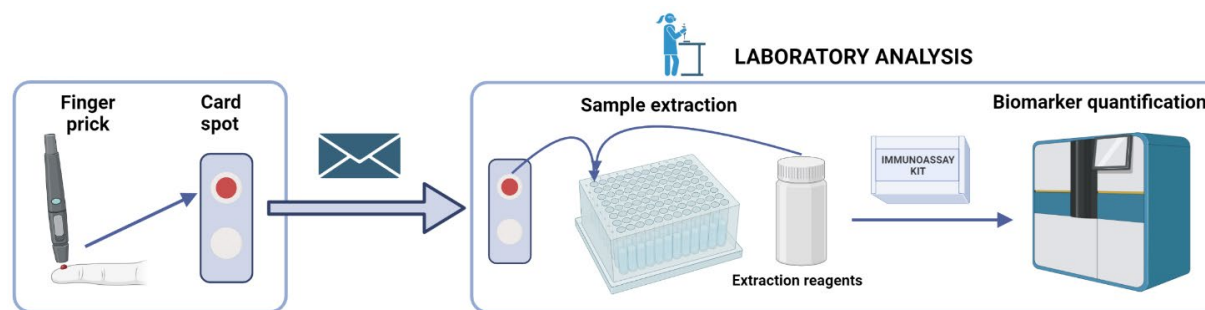 LABORATORY ANALYSIS
Finger
prick
Card
spot
Sample extraction
Biomarker quantification
IMMUNOASSAY
KIT
Extraction reagents